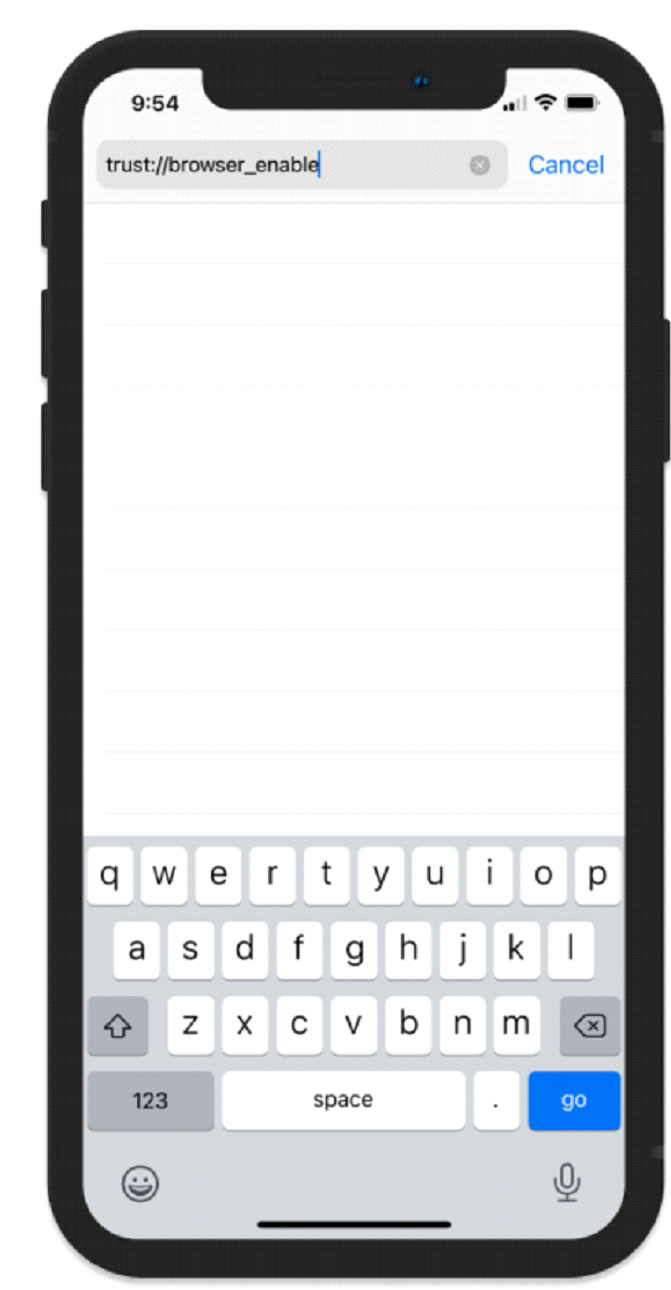 9:54
trust://browser_enable Cancel
q w e r t y u i o p
a s d f g h j k l
z x c v b n m
123 space . go